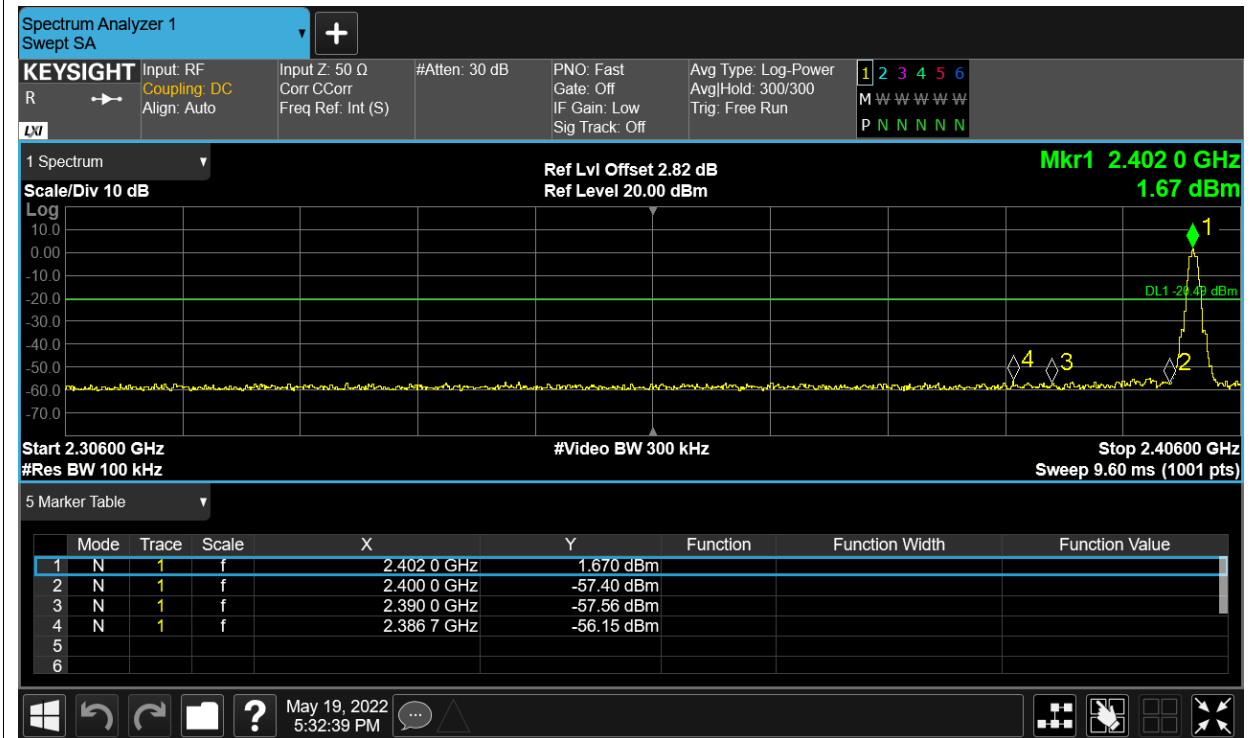 Spectrum Analyzer 1
Swept SA
KEYSIGHT
R
LXI
Input: RF
Coupling: DC
Align: Auto
Input Z: 50 Ω
Corr CCorr
Freq Ref: Int (S)
#Atten: 30 dB
PNO: Fast
Gate: Off
IF Gain: Low
Sig Track: Off
Avg Type: Log-Power
Avg|Hold: 300/300
Trig: Free Run
1 2 3 4 5 6
M W W W W W
P N N N N N
1 Spectrum
Scale/Div 10 dB
Ref Lvl Offset 2.82 dB
Ref Level 20.00 dBm
Mkr1 2.402 0 GHz
1.67 dBm
Log
10.0
0.00
-10.0
-20.0
-30.0
-40.0
-50.0
-60.0
-70.0
1
DL1 -20.49 dBm
4
3
2
Start 2.30600 GHz
#Res BW 100 kHz
#Video BW 300 kHz
Stop 2.40600 GHz
Sweep 9.60 ms (1001 pts)
5 Marker Table
Mode Trace Scale X Y Function Function Width Function Value
1 N 1 f 2.402 0 GHz 1.670 dBm
2 N 1 f 2.400 0 GHz -57.40 dBm
3 N 1 f 2.390 0 GHz -57.56 dBm
4 N 1 f 2.386 7 GHz -56.15 dBm
5
6
?
May 19, 2022
5:32:39 PM